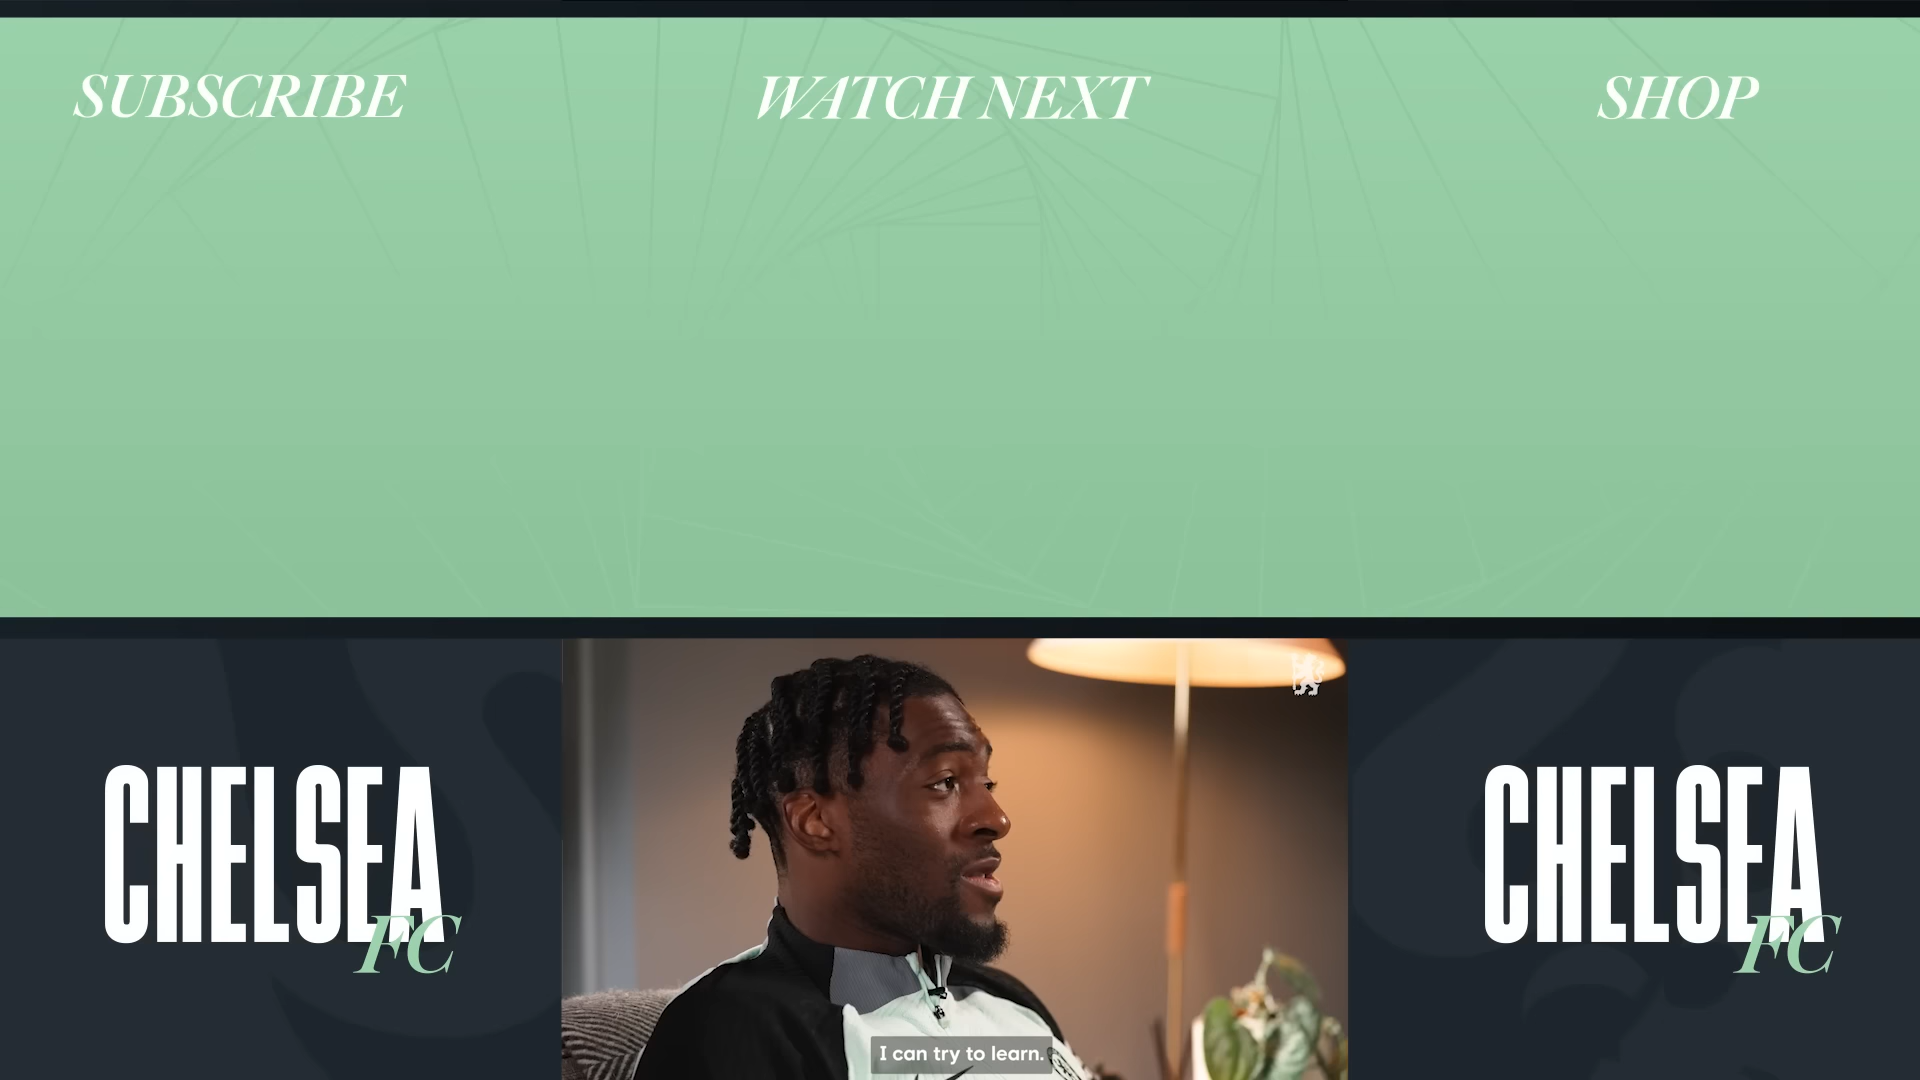 SUBSCRIBE
WATCH NEXT
SHOP
CHELSEA
FC
CHELSEA
FC
I can try to learn.